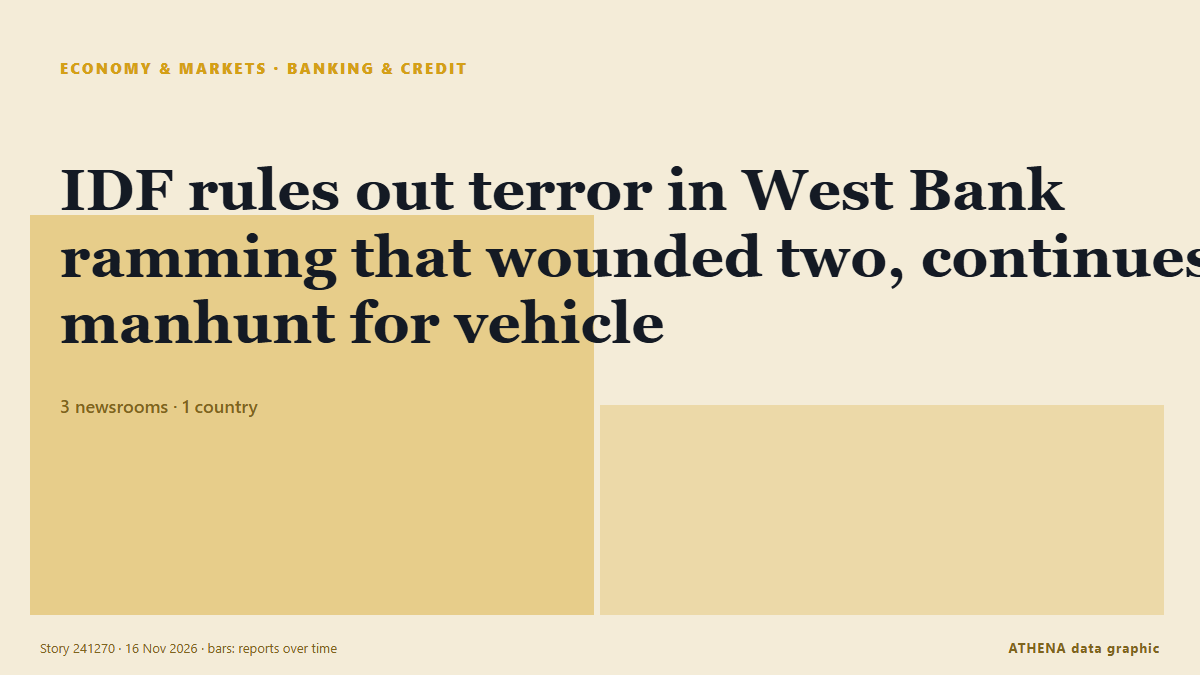 ECONOMY & MARKETS · BANKING & CREDIT
IDF rules out terror in West Bank
ramming that wounded two, continues
manhunt for vehicle
3 newsrooms · 1 country
Story 241270 · 16 Nov 2026 · bars: reports over time
ATHENA data graphic